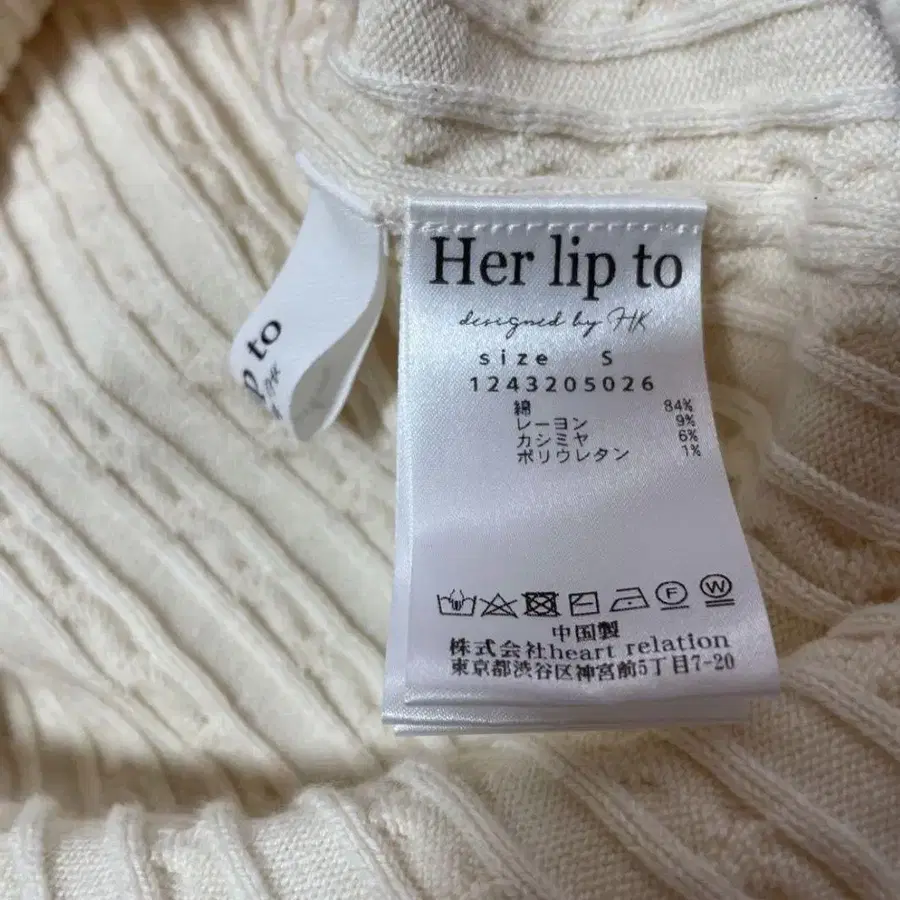 Her lip to
designed by HK
size S
1243205026
綿 84%
レーヨン 9%
カシミヤ 6%
ポリウレタン 1%
F
W
中国製
株式会社heart relation
東京都渋谷区神宮前5丁目7-20
p to